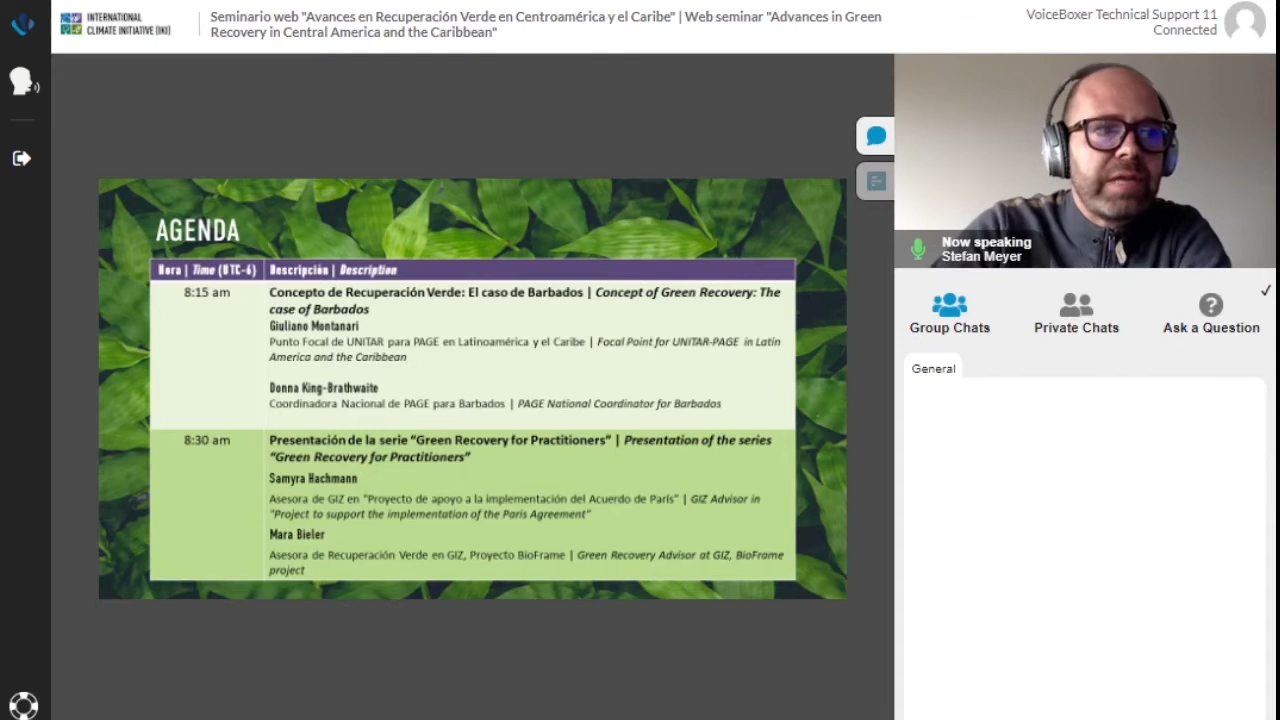 INTERNATIONAL
CLIMATE INITIATIVE (IKI)
Seminario web "Avances en Recuperación Verde en Centroamérica y el Caribe" | Web seminar "Advances in Green
Recovery in Central America and the Caribbean"
VoiceBoxer Technical Support 11
Connected
AGENDA
Hora | Time (UTC-6) Descripción | Description
8:15 am Concepto de Recuperación Verde: El caso de Barbados | Concept of Green Recovery: The
case of Barbados
Giuliano Montanari
Punto Focal de UNITAR para PAGE en Latinoamérica y el Caribe | Focal Point for UNITAR-PAGE in Latin
America and the Caribbean
Donna King-Brathwaite
Coordinadora Nacional de PAGE para Barbados | PAGE National Coordinator for Barbados
8:30 am Presentación de la serie “Green Recovery for Practitioners” | Presentation of the series
“Green Recovery for Practitioners”
Samyra Hachmann
Asesora de GIZ en “Proyecto de apoyo a la implementación del Acuerdo de París” | GIZ Advisor in
“Project to support the implementation of the Paris Agreement”
Mara Bieler
Asesora de Recuperación Verde en GIZ, Proyecto BioFrame | Green Recovery Advisor at GIZ, BioFrame
project
Now speaking
Stefan Meyer
Group Chats Private Chats Ask a Question
General